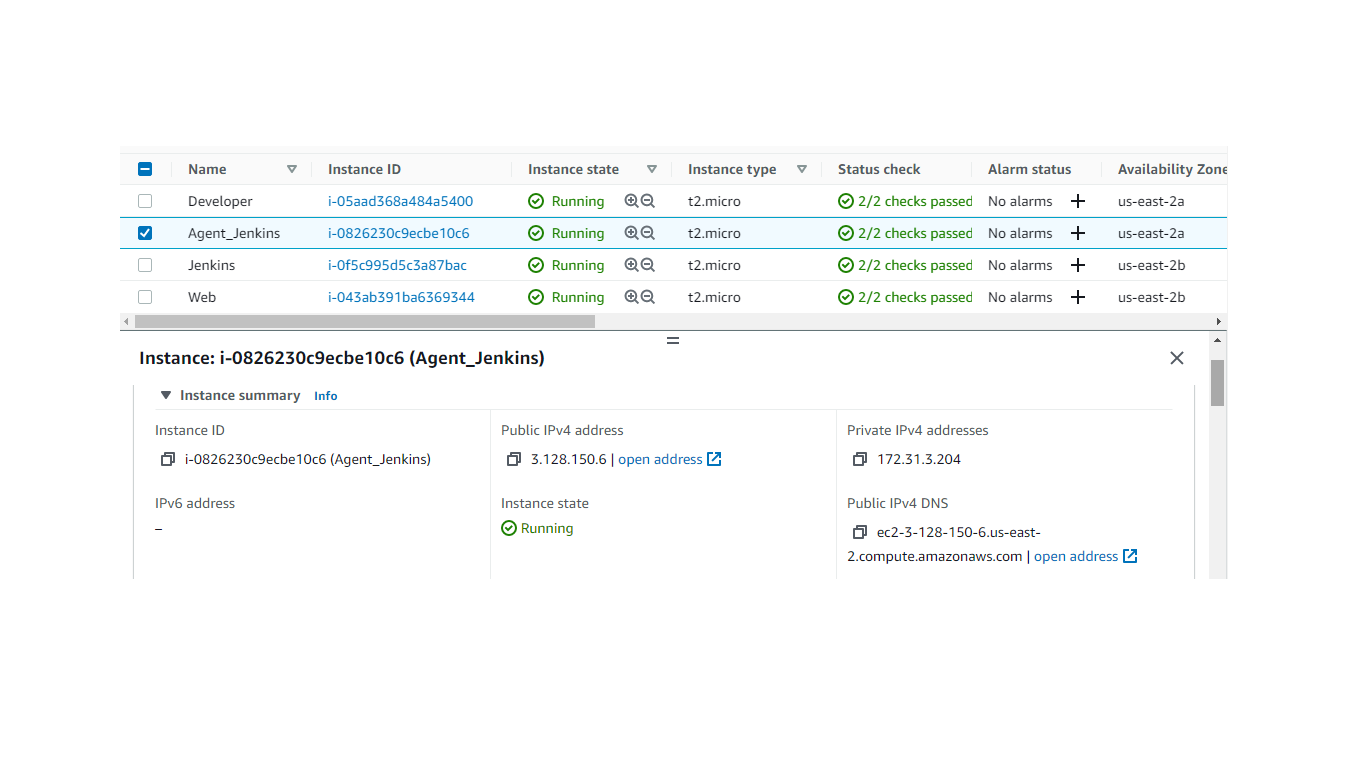 Name Instance ID Instance state Instance type Status check Alarm status Availability Zone
Developer i-05aad368a484a5400 Running t2.micro 2/2 checks passed No alarms + us-east-2a
Agent_Jenkins i-0826230c9ecbe10c6 Running t2.micro 2/2 checks passed No alarms + us-east-2a
Jenkins i-0f5c995d5c3a87bac Running t2.micro 2/2 checks passed No alarms + us-east-2b
Web i-043ab391ba6369344 Running t2.micro 2/2 checks passed No alarms + us-east-2b
Instance: i-0826230c9ecbe10c6 (Agent_Jenkins)
Instance summary Info
Instance ID Public IPv4 address Private IPv4 addresses
i-0826230c9ecbe10c6 (Agent_Jenkins) 3.128.150.6 | open address 172.31.3.204
IPv6 address Instance state Public IPv4 DNS
– Running ec2-3-128-150-6.us-east-
2.compute.amazonaws.com | open address